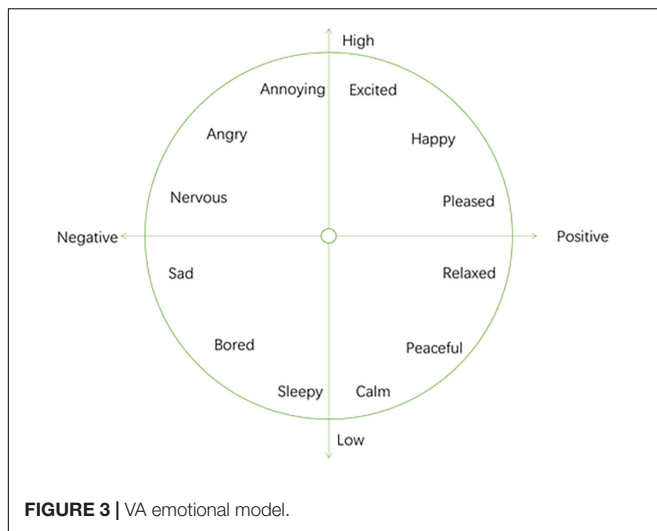 High
Annoying Excited
Angry Happy
Nervous Pleased
Negative Positive
Sad Relaxed
Bored Peaceful
Sleepy Calm
Low
FIGURE 3 | VA emotional model.